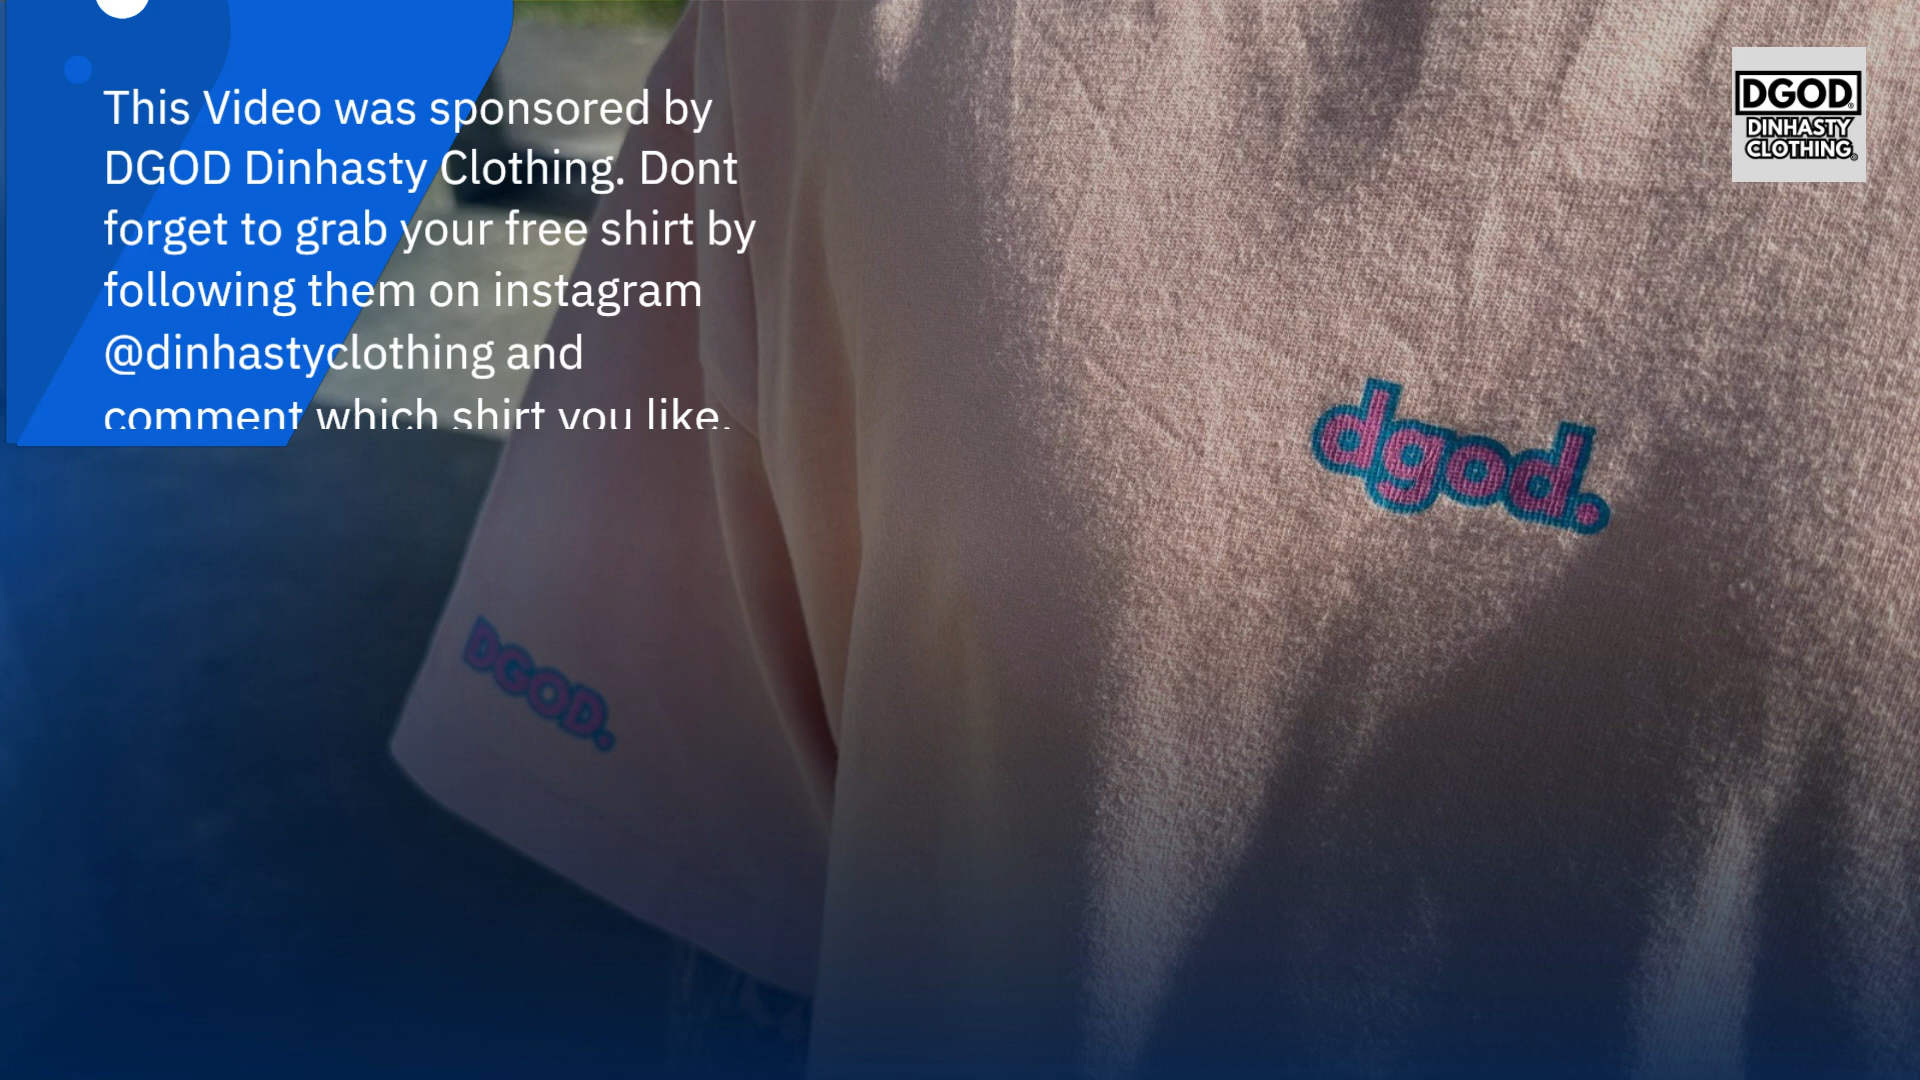 This Video was sponsored by
DGOD Dinhasty Clothing. Dont
forget to grab your free shirt by
following them on instagram
@dinhastyclothing and
comment which shirt you like.
DGOD
DINHASTY
CLOTHING
dgod.
DGOD.